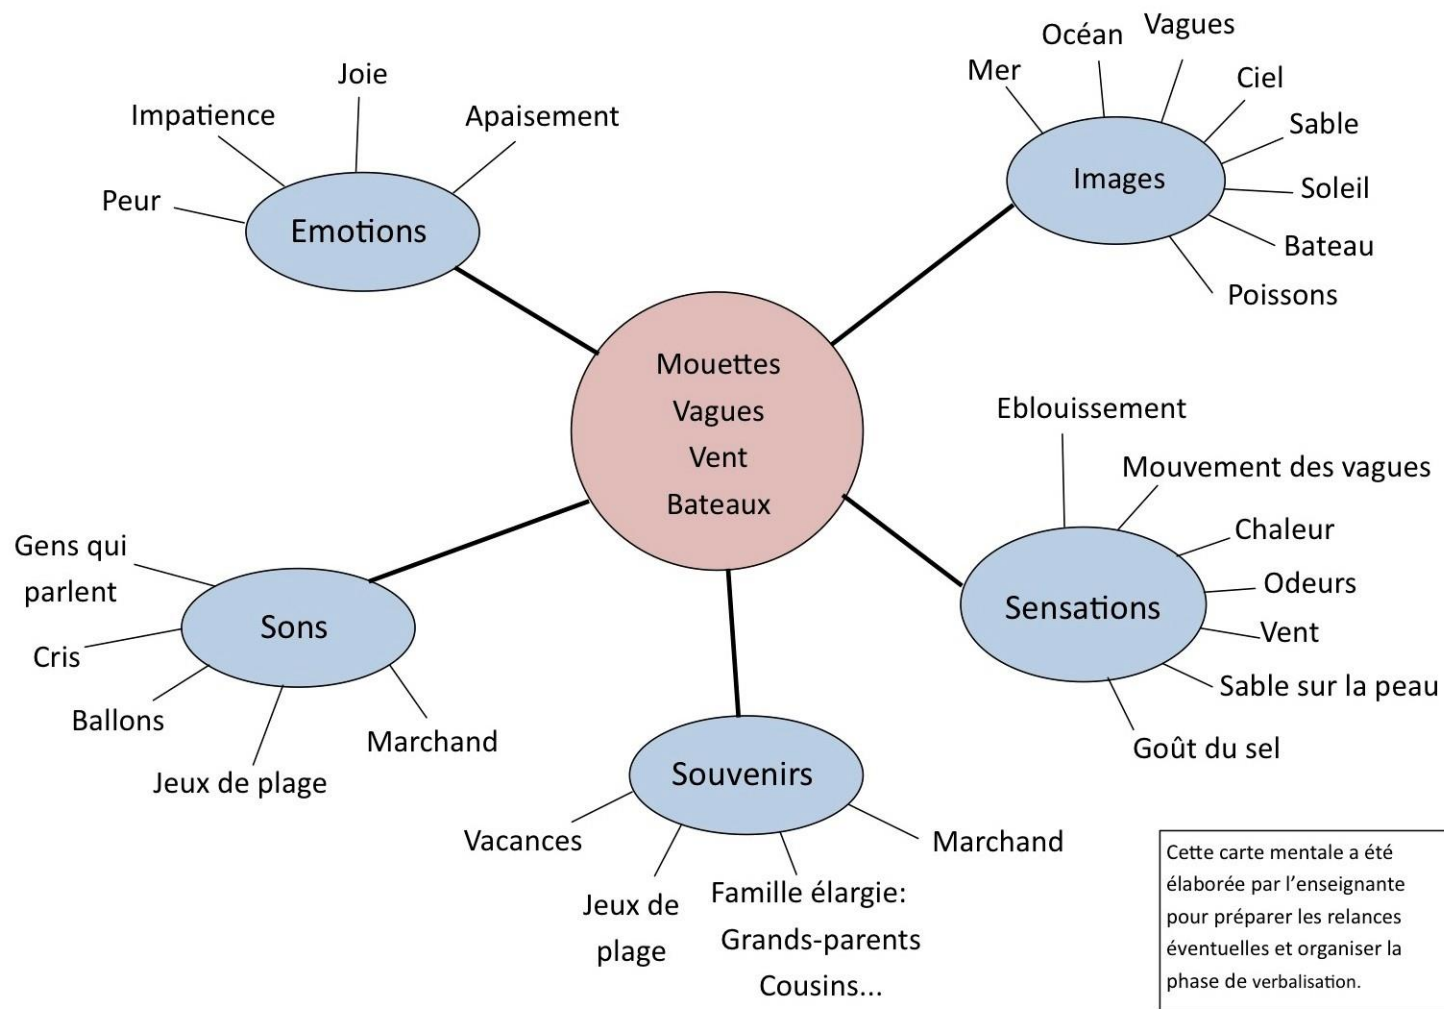 Mouettes
Vagues
Vent
Bateaux
Emotions
Peur
Impatience
Joie
Apaisement
Images
Mer
Océan
Vagues
Ciel
Sable
Soleil
Bateau
Poissons
Sensations
Eblouissement
Mouvement des vagues
Chaleur
Odeurs
Vent
Sable sur la peau
Goût du sel
Souvenirs
Vacances
Jeux de
plage
Famille élargie:
Grands-parents
Cousins...
Marchand
Sons
Gens qui
parlent
Cris
Ballons
Jeux de plage
Marchand
Cette carte mentale a été
élaborée par l'enseignante
pour préparer les relances
éventuelles et organiser la
phase de verbalisation.